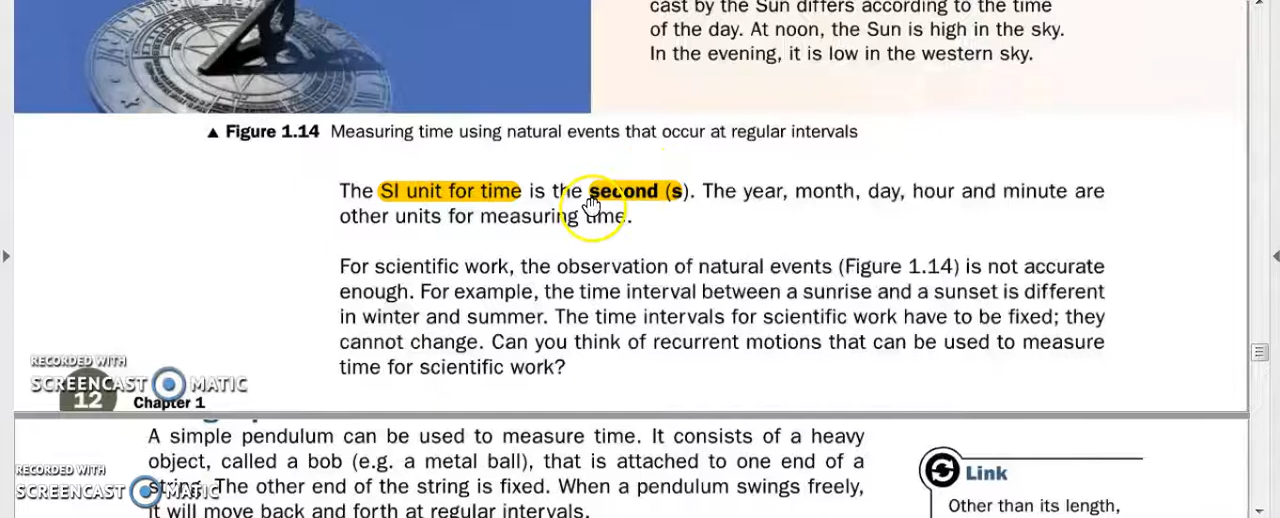 cast by the Sun differs according to the time
of the day. At noon, the Sun is high in the sky.
In the evening, it is low in the western sky.
▲ Figure 1.14 Measuring time using natural events that occur at regular intervals
The SI unit for time is the second (s). The year, month, day, hour and minute are
other units for measuring time.
For scientific work, the observation of natural events (Figure 1.14) is not accurate
enough. For example, the time interval between a sunrise and a sunset is different
in winter and summer. The time intervals for scientific work have to be fixed; they
cannot change. Can you think of recurrent motions that can be used to measure
time for scientific work?
RECORDED WITH
SCREENCAST MATIC
12 Chapter 1
A simple pendulum can be used to measure time. It consists of a heavy
object, called a bob (e.g. a metal ball), that is attached to one end of a
string. The other end of the string is fixed. When a pendulum swings freely,
it will move back and forth at regular intervals.
RECORDED WITH
SCREENCAST MATIC
Link
Other than its length,